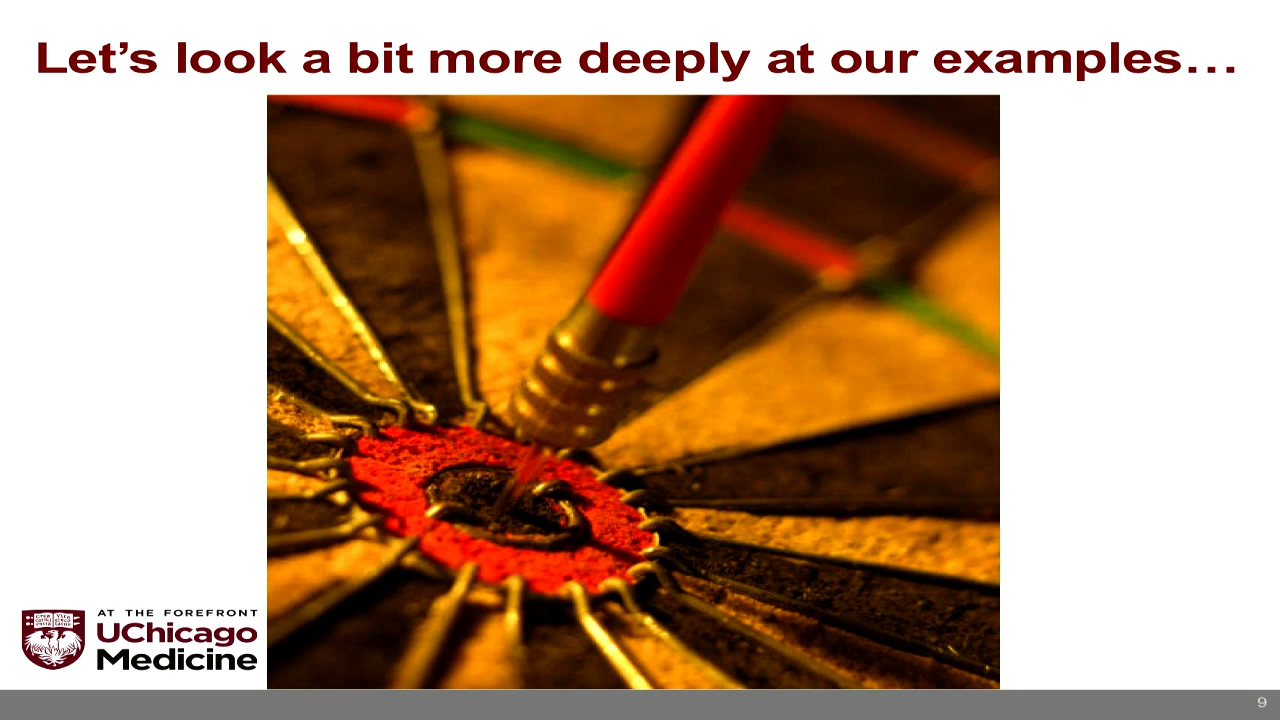 Let's look a bit more deeply at our examples…
AT THE FOREFRONT
UChicago
Medicine
9